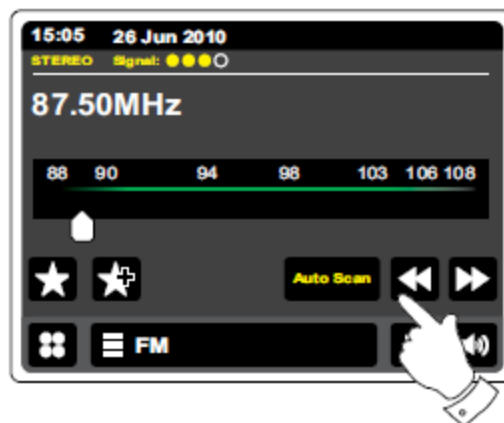 15:05 26 Jun 2010
STEREO Signal:
87.50MHz
88 90 94 98 103 106 108
Auto Scan
FM